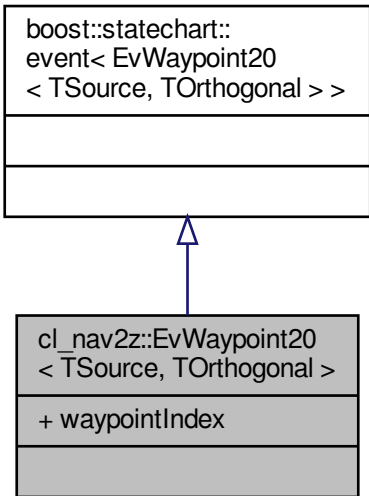 boost::statechart::
event< EvWaypoint20
< TSource, TOrthogonal > >
cl_nav2z::EvWaypoint20
< TSource, TOrthogonal >
+ waypointIndex